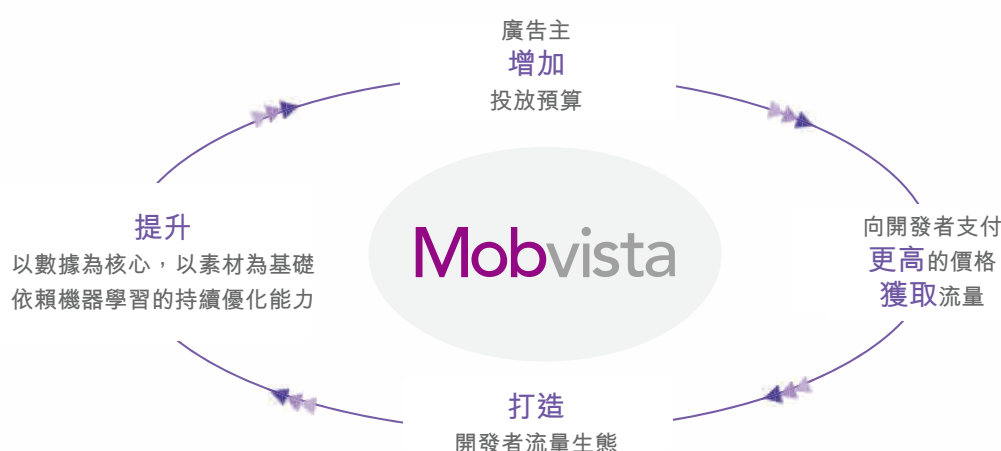 廣告主
增加
投放預算
提升
以數據為核心，以素材為基礎
依賴機器學習的持續優化能力
Mobvista
向開發者支付
更高的價格
獲取流量
打造
開發者流量生態